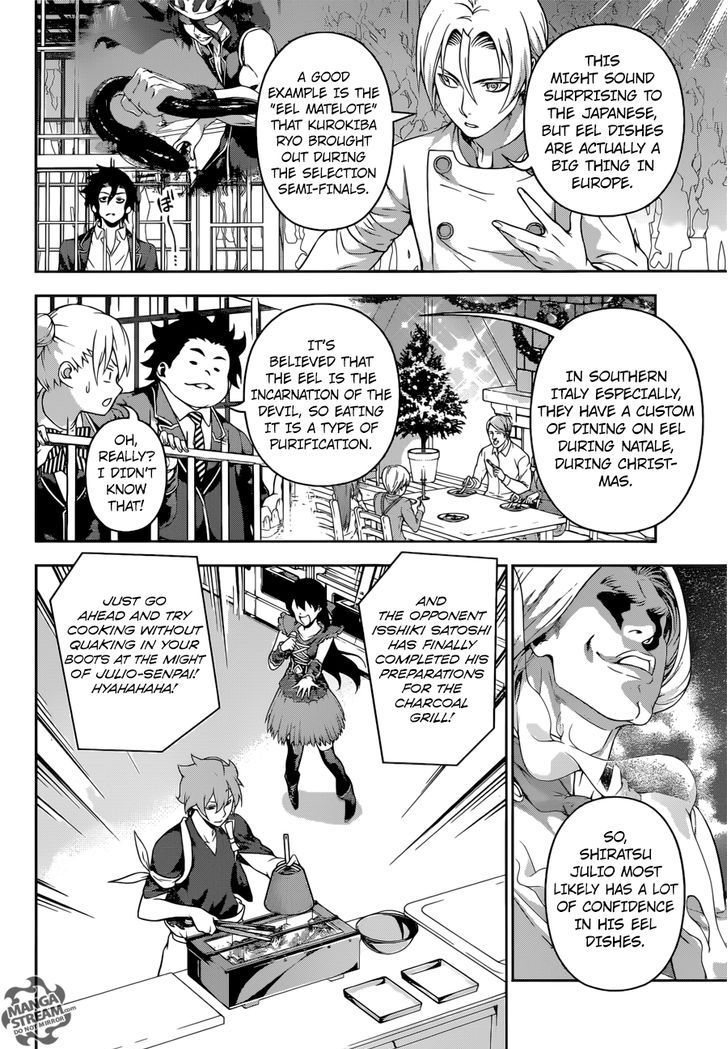 THIS
MIGHT SOUND
SURPRISING TO
THE JAPANESE,
BUT EEL DISHES
ARE ACTUALLY A
BIG THING IN
EUROPE.
A GOOD
EXAMPLE IS THE
"EEL MATELOTE"
THAT KUROKIBA
RYO BROUGHT
OUT DURING
THE SELECTION
SEMI-FINALS.
ぼーー…
IN SOUTHERN
ITALY ESPECIALLY,
THEY HAVE A CUSTOM
OF DINING ON EEL
DURING NATALE,
DURING CHRIST-
MAS.
IT'S
BELIEVED THAT
THE EEL IS THE
INCARNATION OF THE
DEVIL, SO EATING
IT IS A TYPE OF
PURIFICATION.
OH,
REALLY?
I DIDN'T
KNOW
THAT!
SO,
SHIRATSU
JULIO MOST
LIKELY HAS A LOT
OF CONFIDENCE
IN HIS EEL
DISHES.
AND
THE OPPONENT
ISSHIKI SATOSHI
HAS FINALLY
COMPLETED HIS
PREPARATIONS
FOR THE
CHARCOAL
GRILL!
JUST GO
AHEAD AND TRY
COOKING WITHOUT
QUAKING IN YOUR
BOOTS AT THE MIGHT
OF JULIO-SENPAI!
HYAHAHAHA!
MANGA
STREAM.COM
DO NOT MIRROR